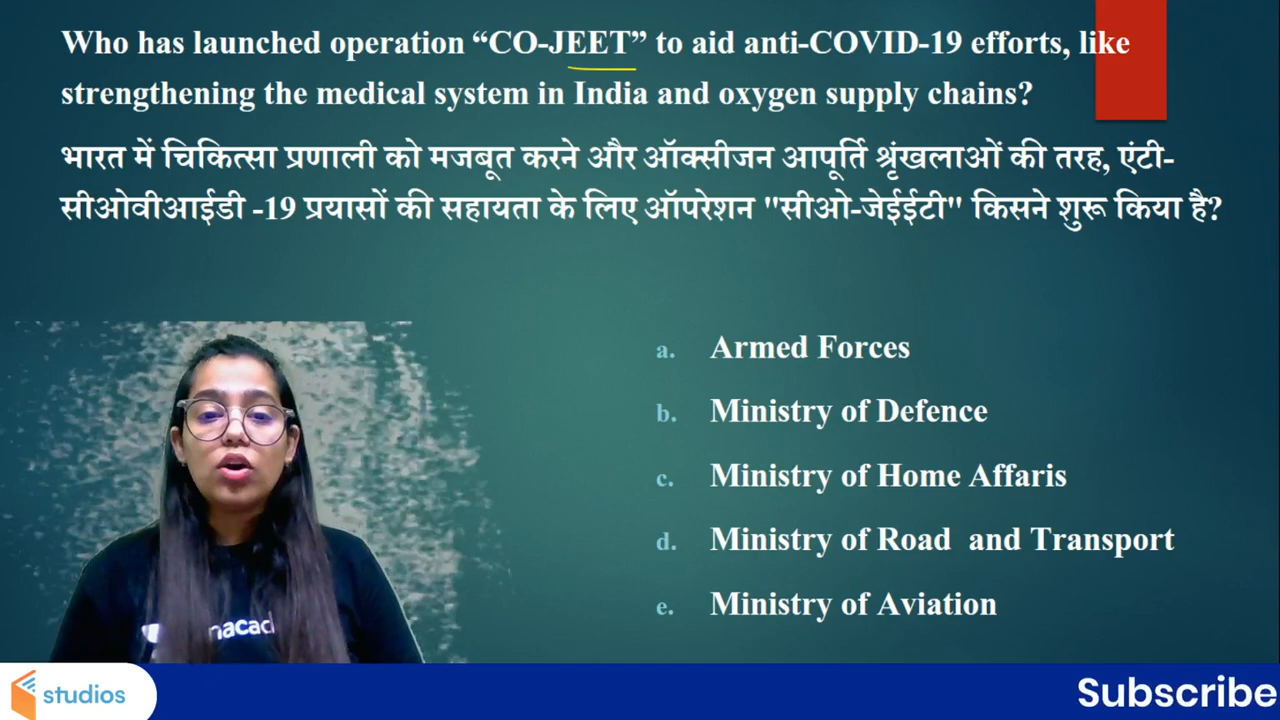 Who has launched operation “CO-JEET” to aid anti-COVID-19 efforts, like
strengthening the medical system in India and oxygen supply chains?
भारत में चिकित्सा प्रणाली को मजबूत करने और ऑक्सीजन आपूर्ति श्रृंखलाओं की तरह, एंटी-
सीओवीआईडी -19 प्रयासों की सहायता के लिए ऑपरेशन "सीओ-जेईईटी" किसने शुरू किया है?
a. Armed Forces
b. Ministry of Defence
c. Ministry of Home Affaris
d. Ministry of Road and Transport
e. Ministry of Aviation
studios
Subscribe